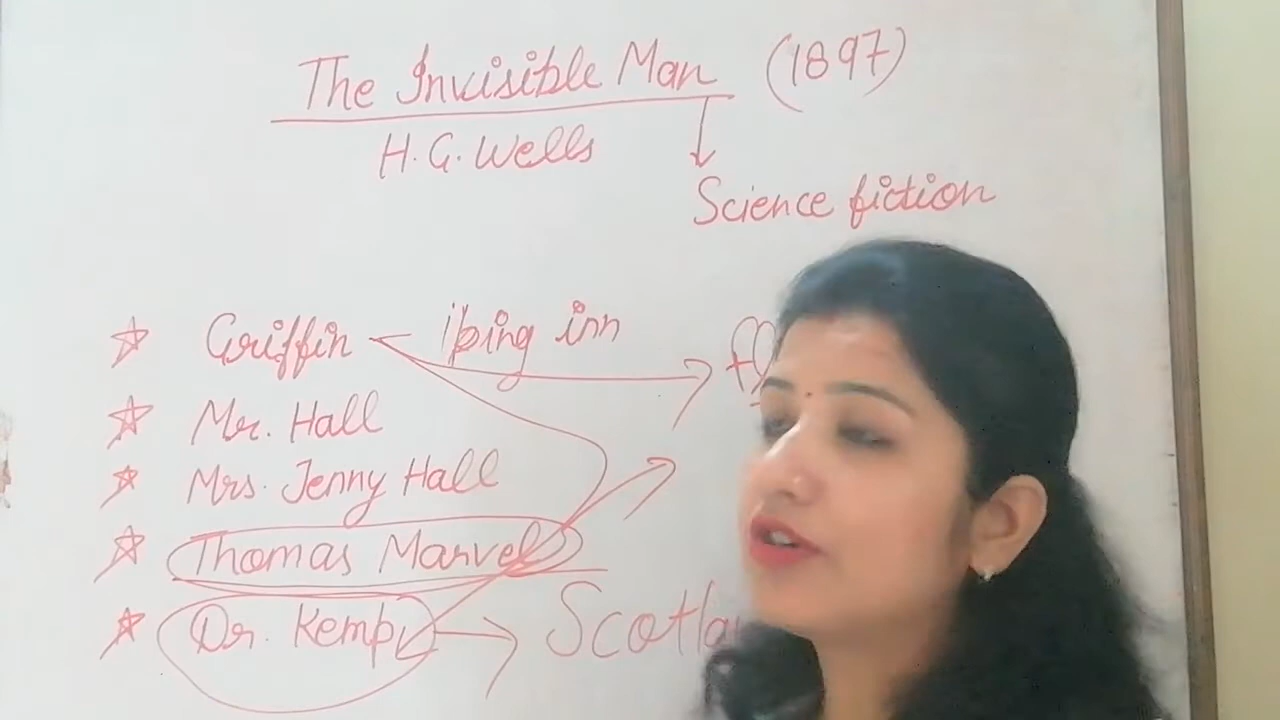 The Invisible Man (1897)
H. G. Wells
Science fiction
Griffin iping inn
Mr. Hall
Mrs. Jenny Hall
Thomas Marvel
Dr. Kemp